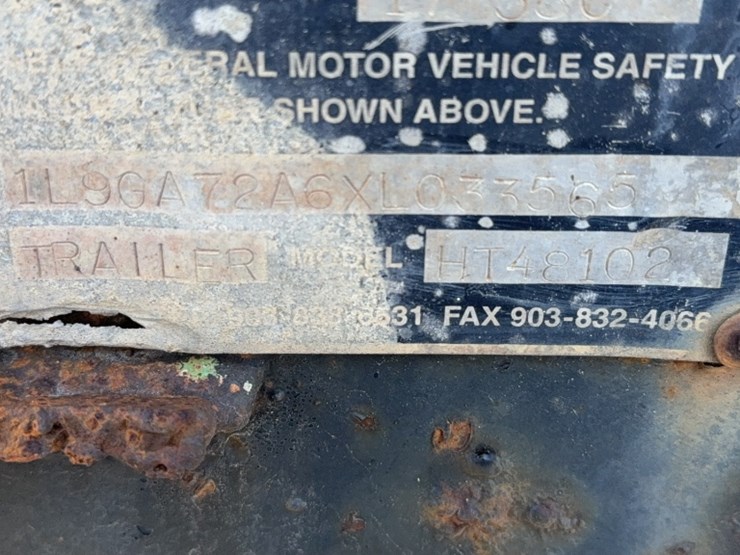 ERAL MOTOR VEHICLE SAFETY
SHOWN ABOVE.
1L9GA72A6XL033565
TRAILER MODEL HT48102
FAX 903-832-4066